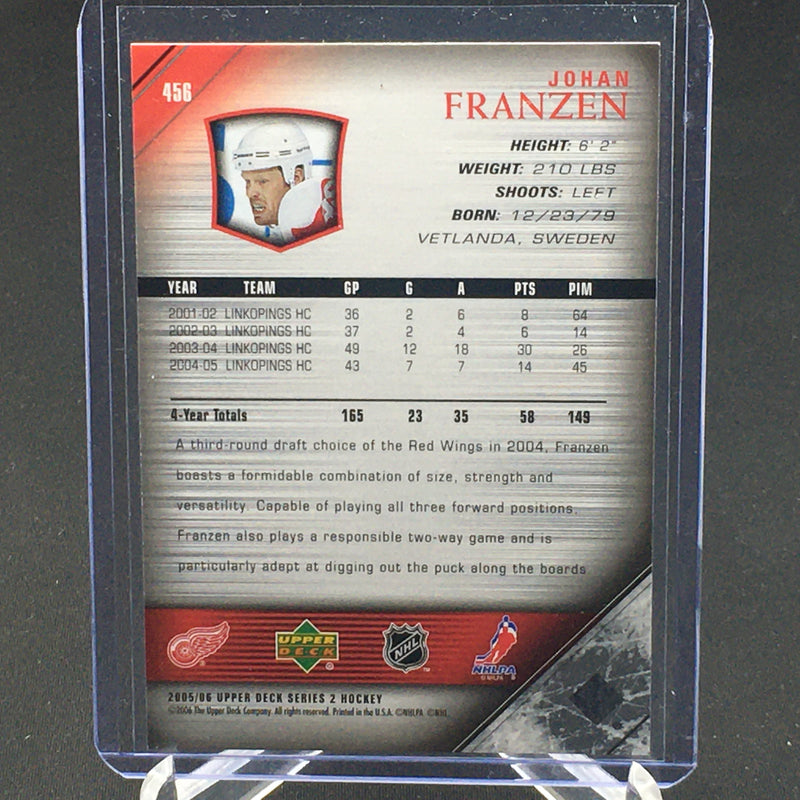 456
JOHAN
FRANZEN
HEIGHT: 6' 2"
WEIGHT: 210 LBS
SHOOTS: LEFT
BORN: 12/23/79
VETLANDA, SWEDEN
YEAR TEAM GP G A PTS PIM
2001-02 LINKOPINGS HC 36 2 6 8 64
2002-03 LINKOPINGS HC 37 2 4 6 14
2003-04 LINKOPINGS HC 49 12 18 30 26
2004-05 LINKOPINGS HC 43 7 7 14 45
4-Year Totals 165 23 35 58 149
A third-round draft choice of the Red Wings in 2004, Franzen
boasts a formidable combination of size, strength and
versatility. Capable of playing all three forward positions,
Franzen also plays a responsible two-way game and is
particularly adept at digging out the puck along the boards
UPPER
DECK
NHL
NHLPA
© NHLPA
2005/06 UPPER DECK SERIES 2 HOCKEY
©2006 The Upper Deck Company. All rights reserved. Printed in the U.S.A. ©NHLPA ©NHL